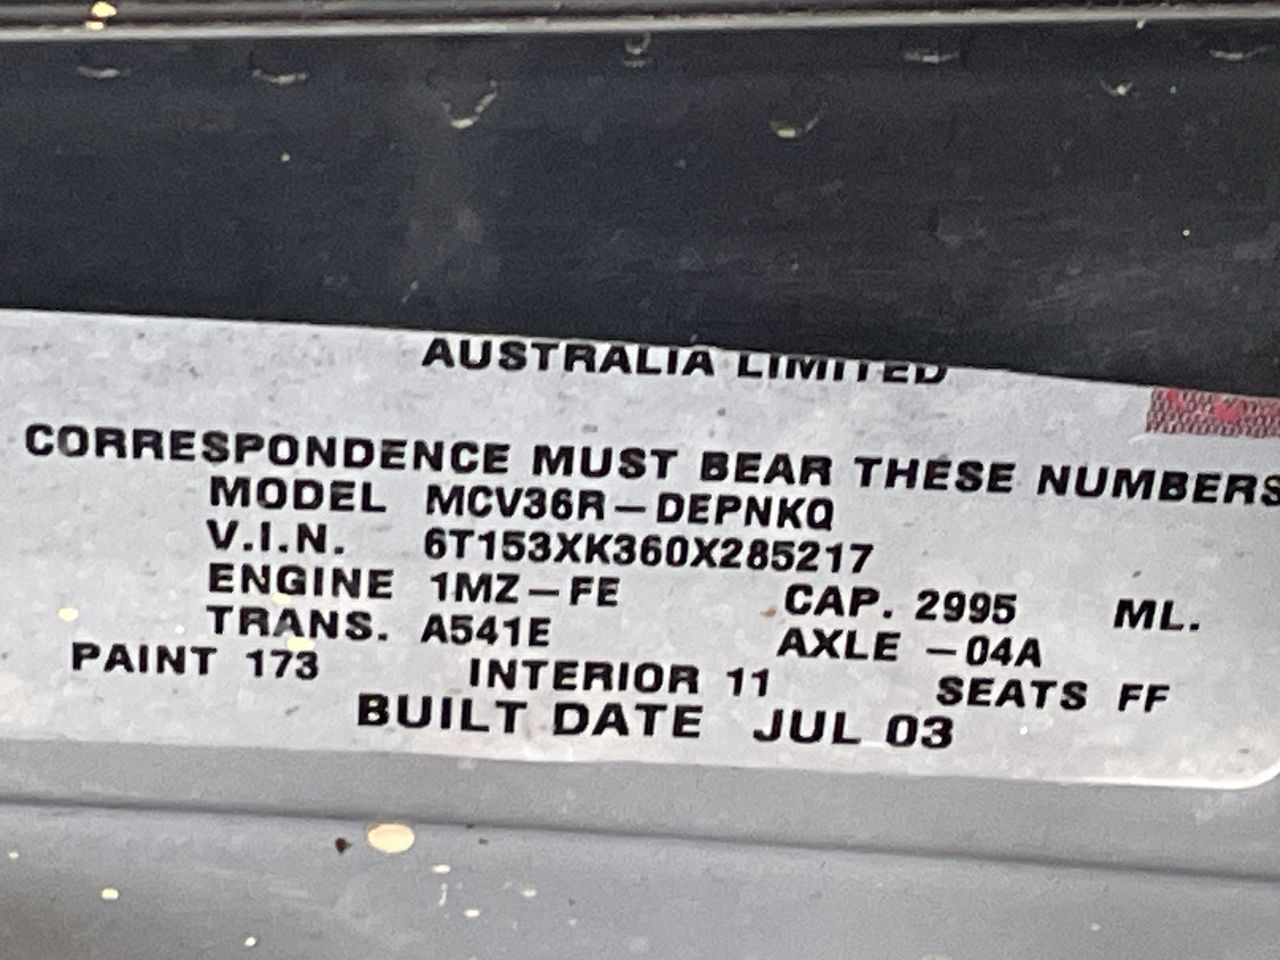 AUSTRALIA LIMITED
CORRESPONDENCE MUST BEAR THESE NUMBERS
MODEL MCV36R-DEPNKQ
V.I.N. 6T153XK360X285217
ENGINE 1MZ-FE CAP. 2995 ML.
TRANS. A541E AXLE -04A
PAINT 173 INTERIOR 11 SEATS FF
BUILT DATE JUL 03